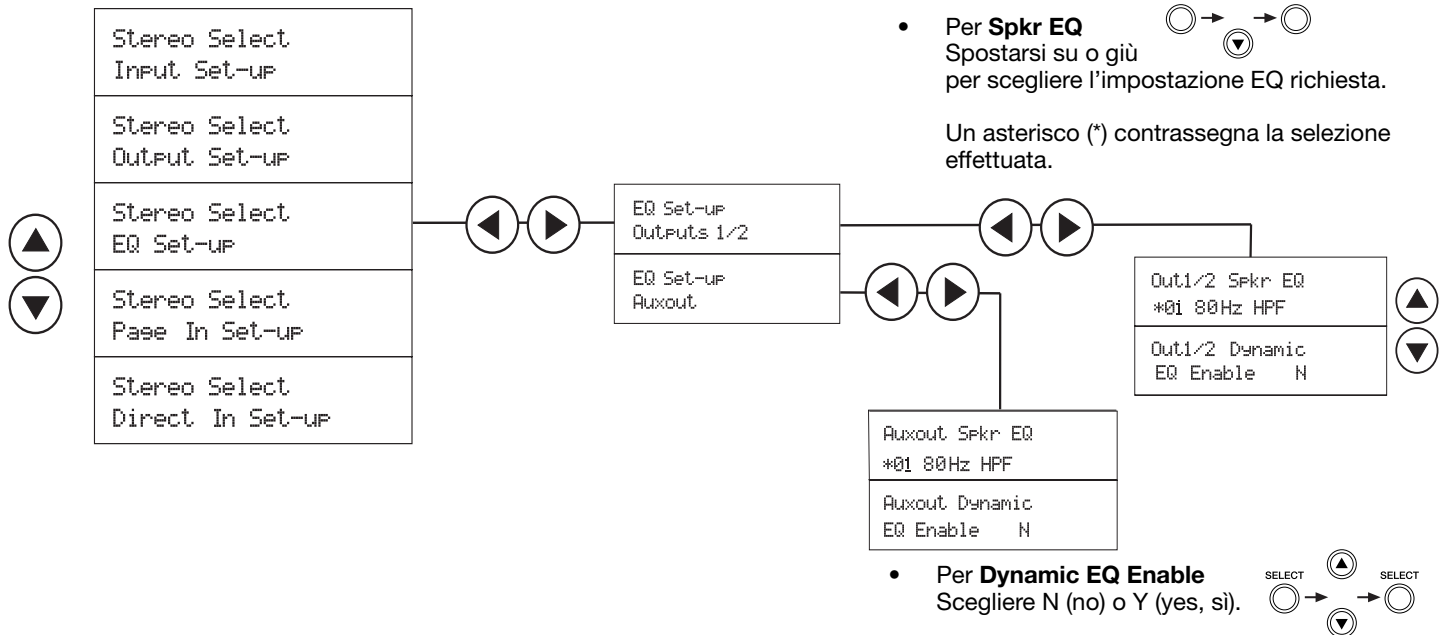 Stereo Select
Input Set-up
Stereo Select
Output Set-up
Stereo Select
EQ Set-up
Stereo Select
Page In Set-up
Stereo Select
Direct In Set-up
EQ Set-up
Outputs 1/2
EQ Set-up
Auxout
• Per Spkr EQ
Spostarsi su o giù
per scegliere l’impostazione EQ richiesta.
Un asterisco (*) contrassegna la selezione
effettuata.
Out1/2 Spkr EQ
*01 80Hz HPF
Out1/2 Dynamic
EQ Enable N
Auxout Spkr EQ
*01 80Hz HPF
Auxout Dynamic
EQ Enable N
• Per Dynamic EQ Enable
Scegliere N (no) o Y (yes, sì).
SELECT SELECT